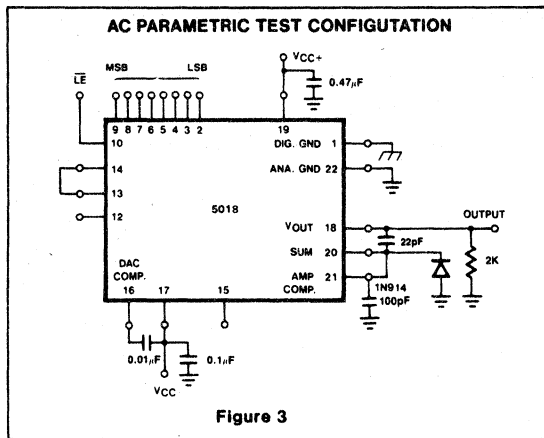 AC PARAMETRIC TEST CONFIGUTATION
VCC+
0.47μF
MSB LSB
LE
9 8 7 6 5 4 3 2
19
10
DIG. GND 1
14
ANA. GND 22
13
12
5018
VOUT 18
OUTPUT
22pF
SUM 20
2K
DAC
COMP.
AMP 21
COMP.
1N914
100pF
16 17 15
0.01μF
0.1μF
VCC
Figure 3